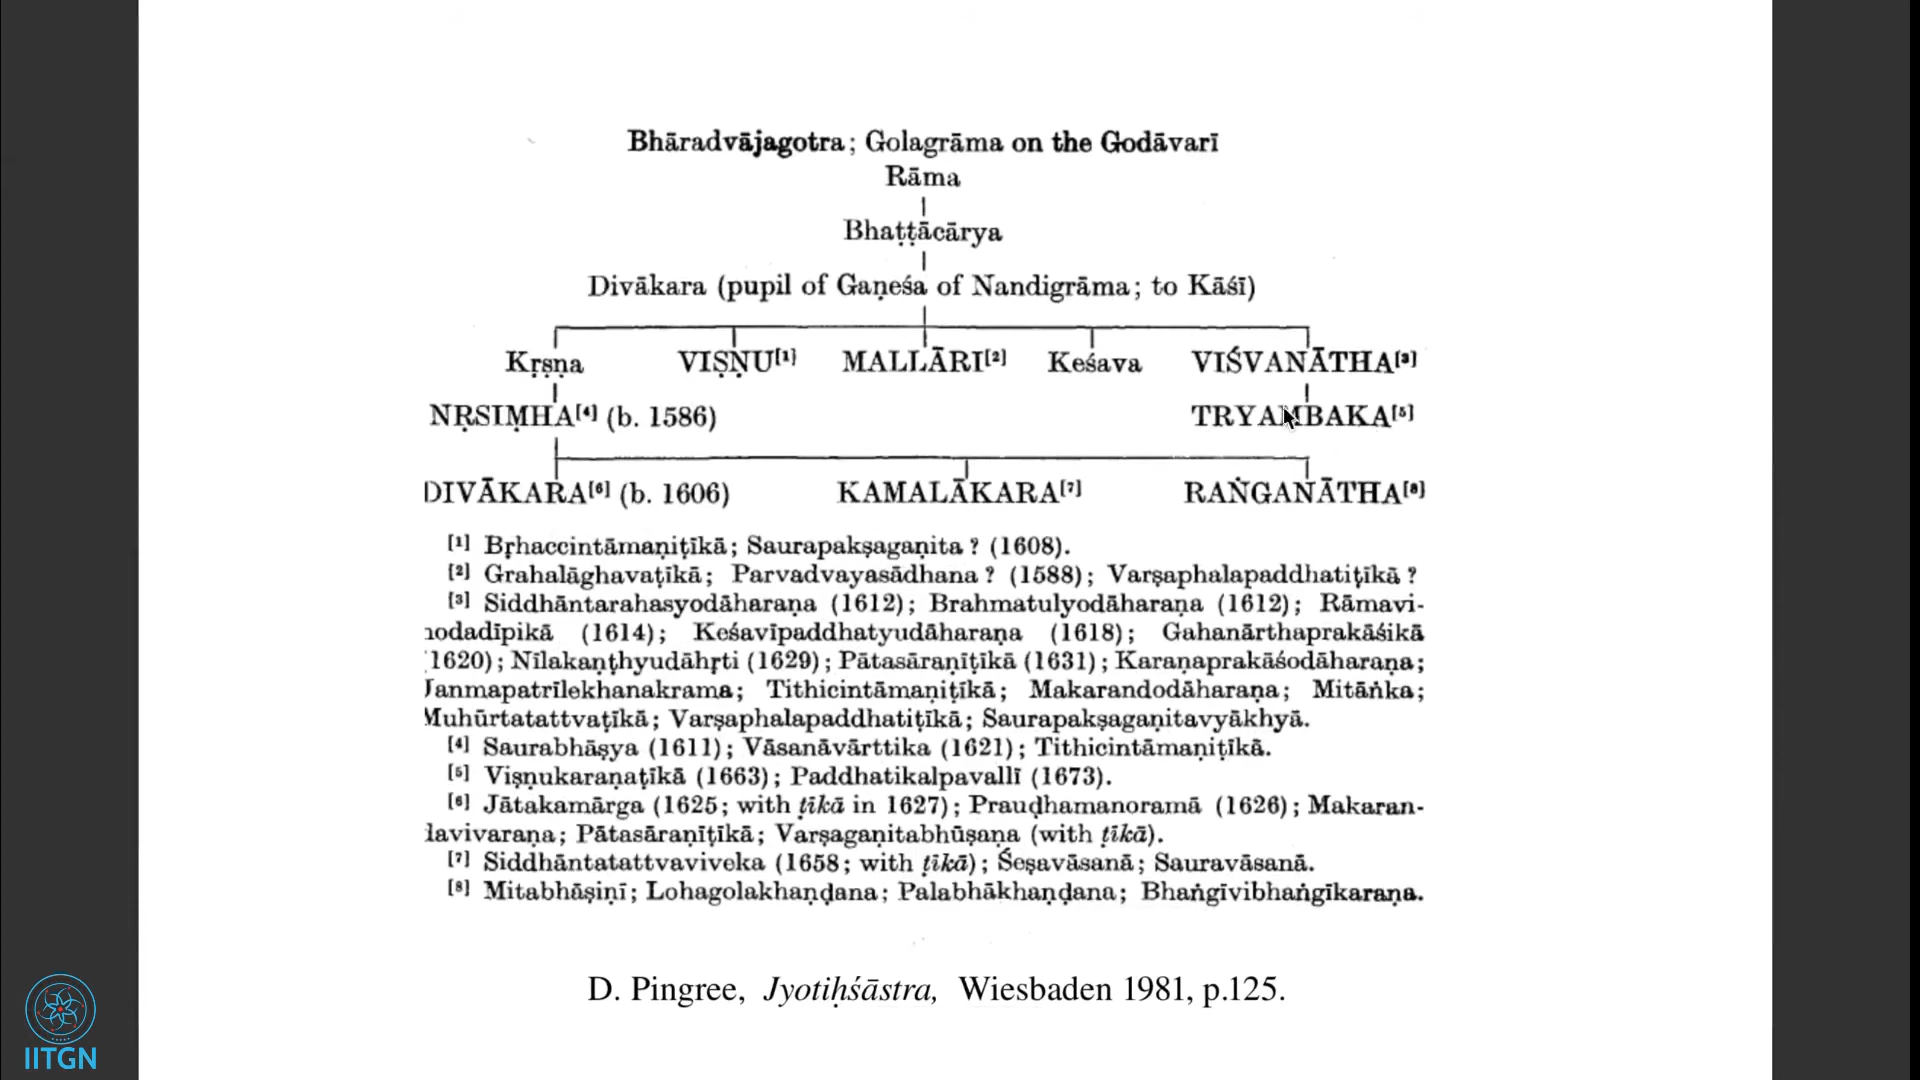 Bhāradvājagotra; Golagrāma on the Godāvarī
Rāma
Bhaṭṭācārya
Divākara (pupil of Gaṇeśa of Nandigrāma; to Kāśī)
Kṛṣṇa VIṢṆU[1] MALLĀRI[2] Keśava VIŚVANĀTHA[3]
NṚSIṂHA[4] (b. 1586) TRYAMBAKA[5]
DIVĀKARA[6] (b. 1606) KAMALĀKARA[7] RAṄGANĀTHA[8]
[1] Bṛhaccintāmaṇiṭīkā; Saurapakṣagaṇita ? (1608).
[2] Grahalāghavaṭīkā; Parvadvayasādhana ? (1588); Varṣaphalapaddhatiṭīkā ?
[3] Siddhāntarahasyodāharaṇa (1612); Brahmatulyodāharaṇa (1612); Rāmavi-
nodadīpikā (1614); Keśavīpaddhatyudāharaṇa (1618); Gahanārthaprakāśikā
1620); Nīlakaṇṭhyudāhṛti (1629); Pātasāraṇīṭīkā (1631); Karaṇaprakāśodāharaṇa;
Janmapatrīlekhanakrama; Tithicintāmaṇiṭīkā; Makarandodāharaṇa; Mitāṅka;
Muhūrtatattvaṭīkā; Varṣaphalapaddhatiṭīkā; Saurapakṣagaṇitavyākhyā.
[4] Saurabhāṣya (1611); Vāsanāvārttika (1621); Tithicintāmaṇiṭīkā.
[5] Viṣṇukaraṇaṭīkā (1663); Paddhatikalpavallī (1673).
[6] Jātakamārga (1625; with ṭīkā in 1627); Prauḍhamanoramā (1626); Makaran-
davivaraṇa; Pātasāraṇīṭīkā; Varṣagaṇitabhūṣaṇa (with ṭīkā).
[7] Siddhāntatattvaviveka (1658; with ṭīkā); Śeṣavāsanā; Sauravāsanā.
[8] Mitabhāṣiṇī; Lohagolakhaṇḍana; Palabhākhaṇḍana; Bhaṅgīvibhaṅgīkaraṇa.
D. Pingree, Jyotiḥśāstra, Wiesbaden 1981, p.125.
IITGN